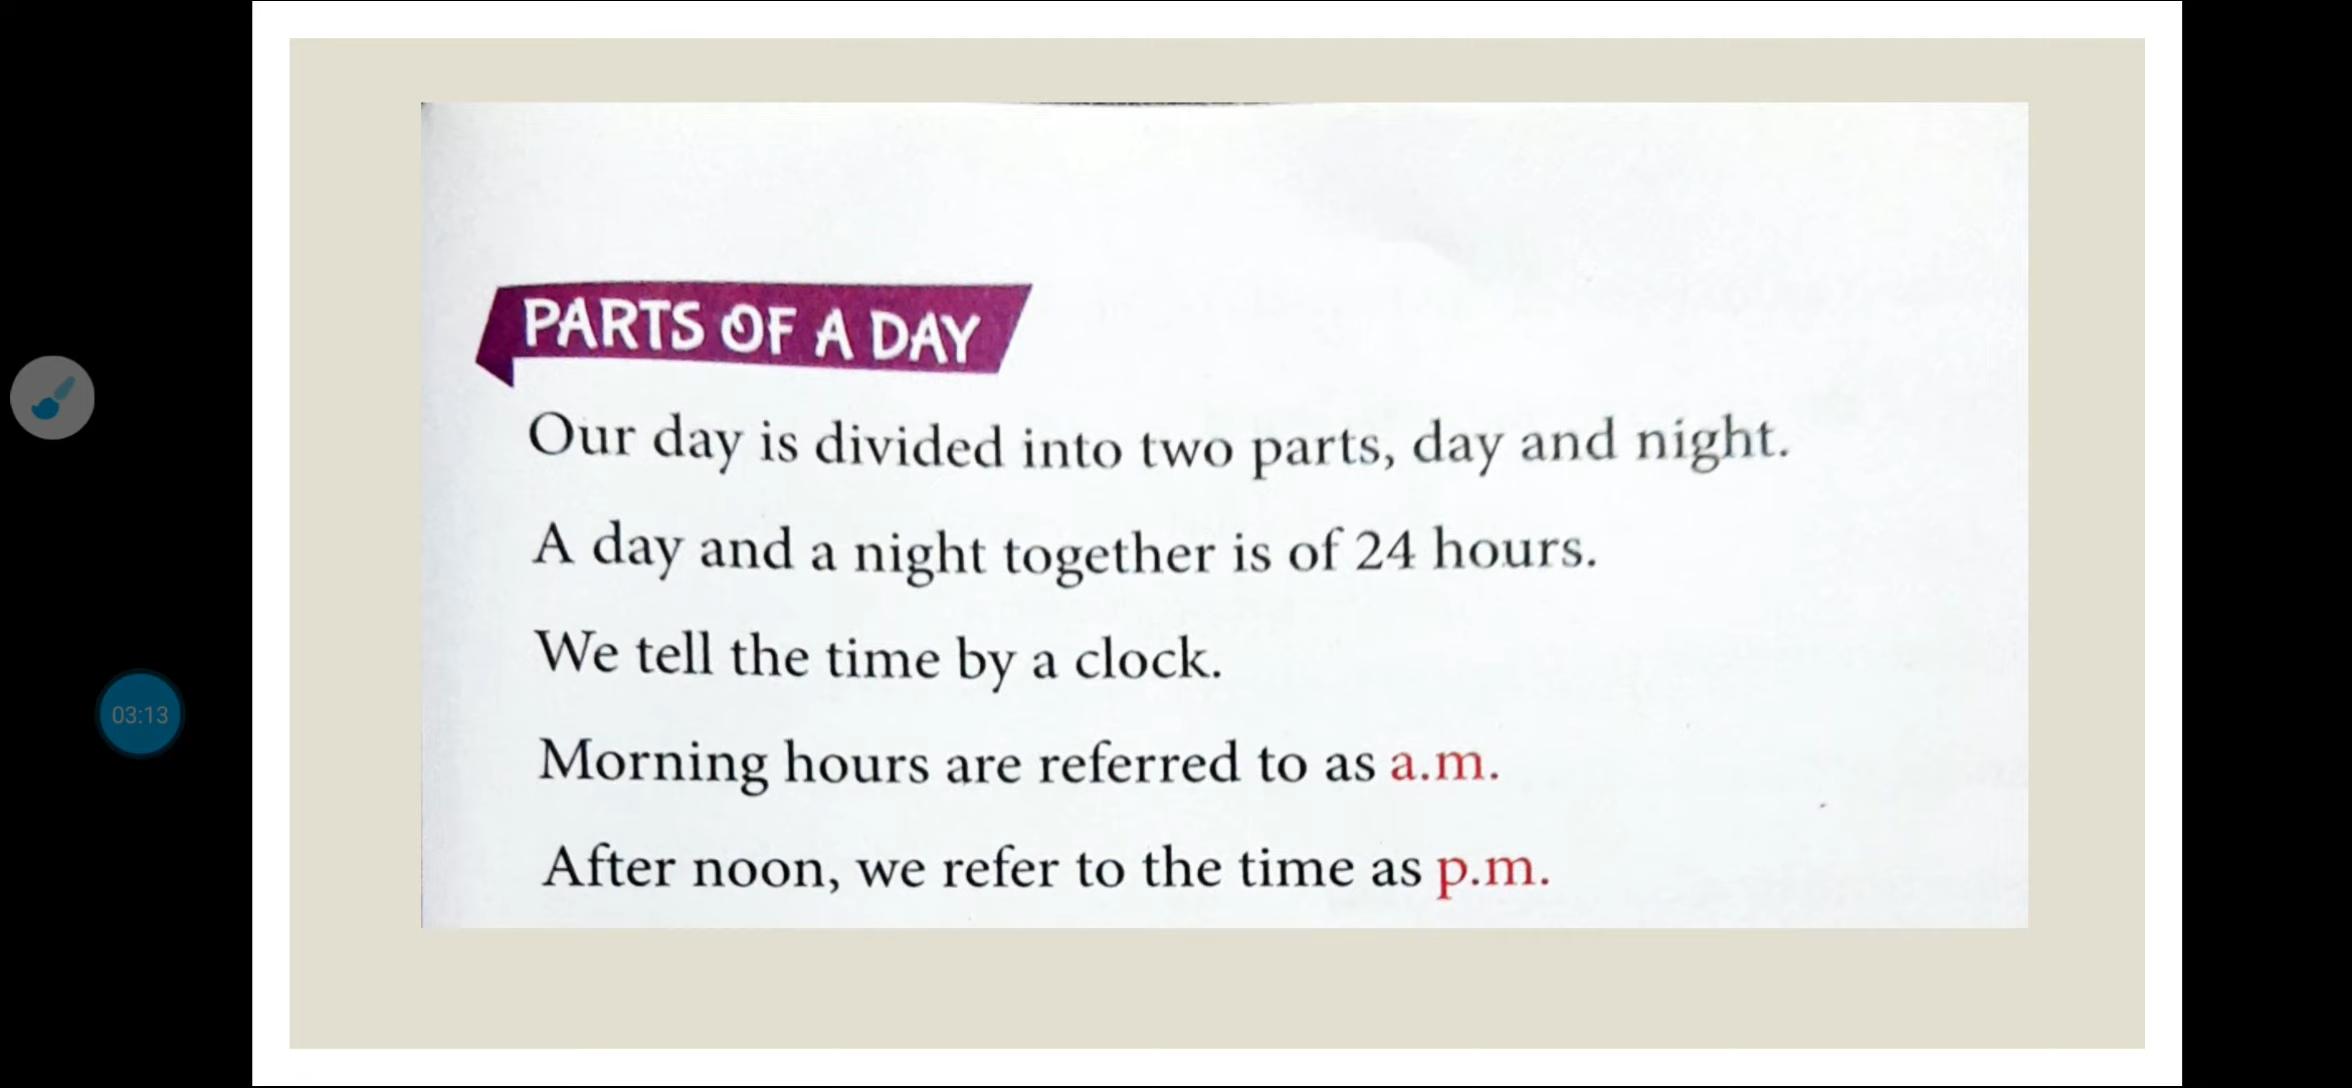 PARTS OF A DAY
Our day is divided into two parts, day and night.
A day and a night together is of 24 hours.
We tell the time by a clock.
03:13
Morning hours are referred to as a.m.
After noon, we refer to the time as p.m.